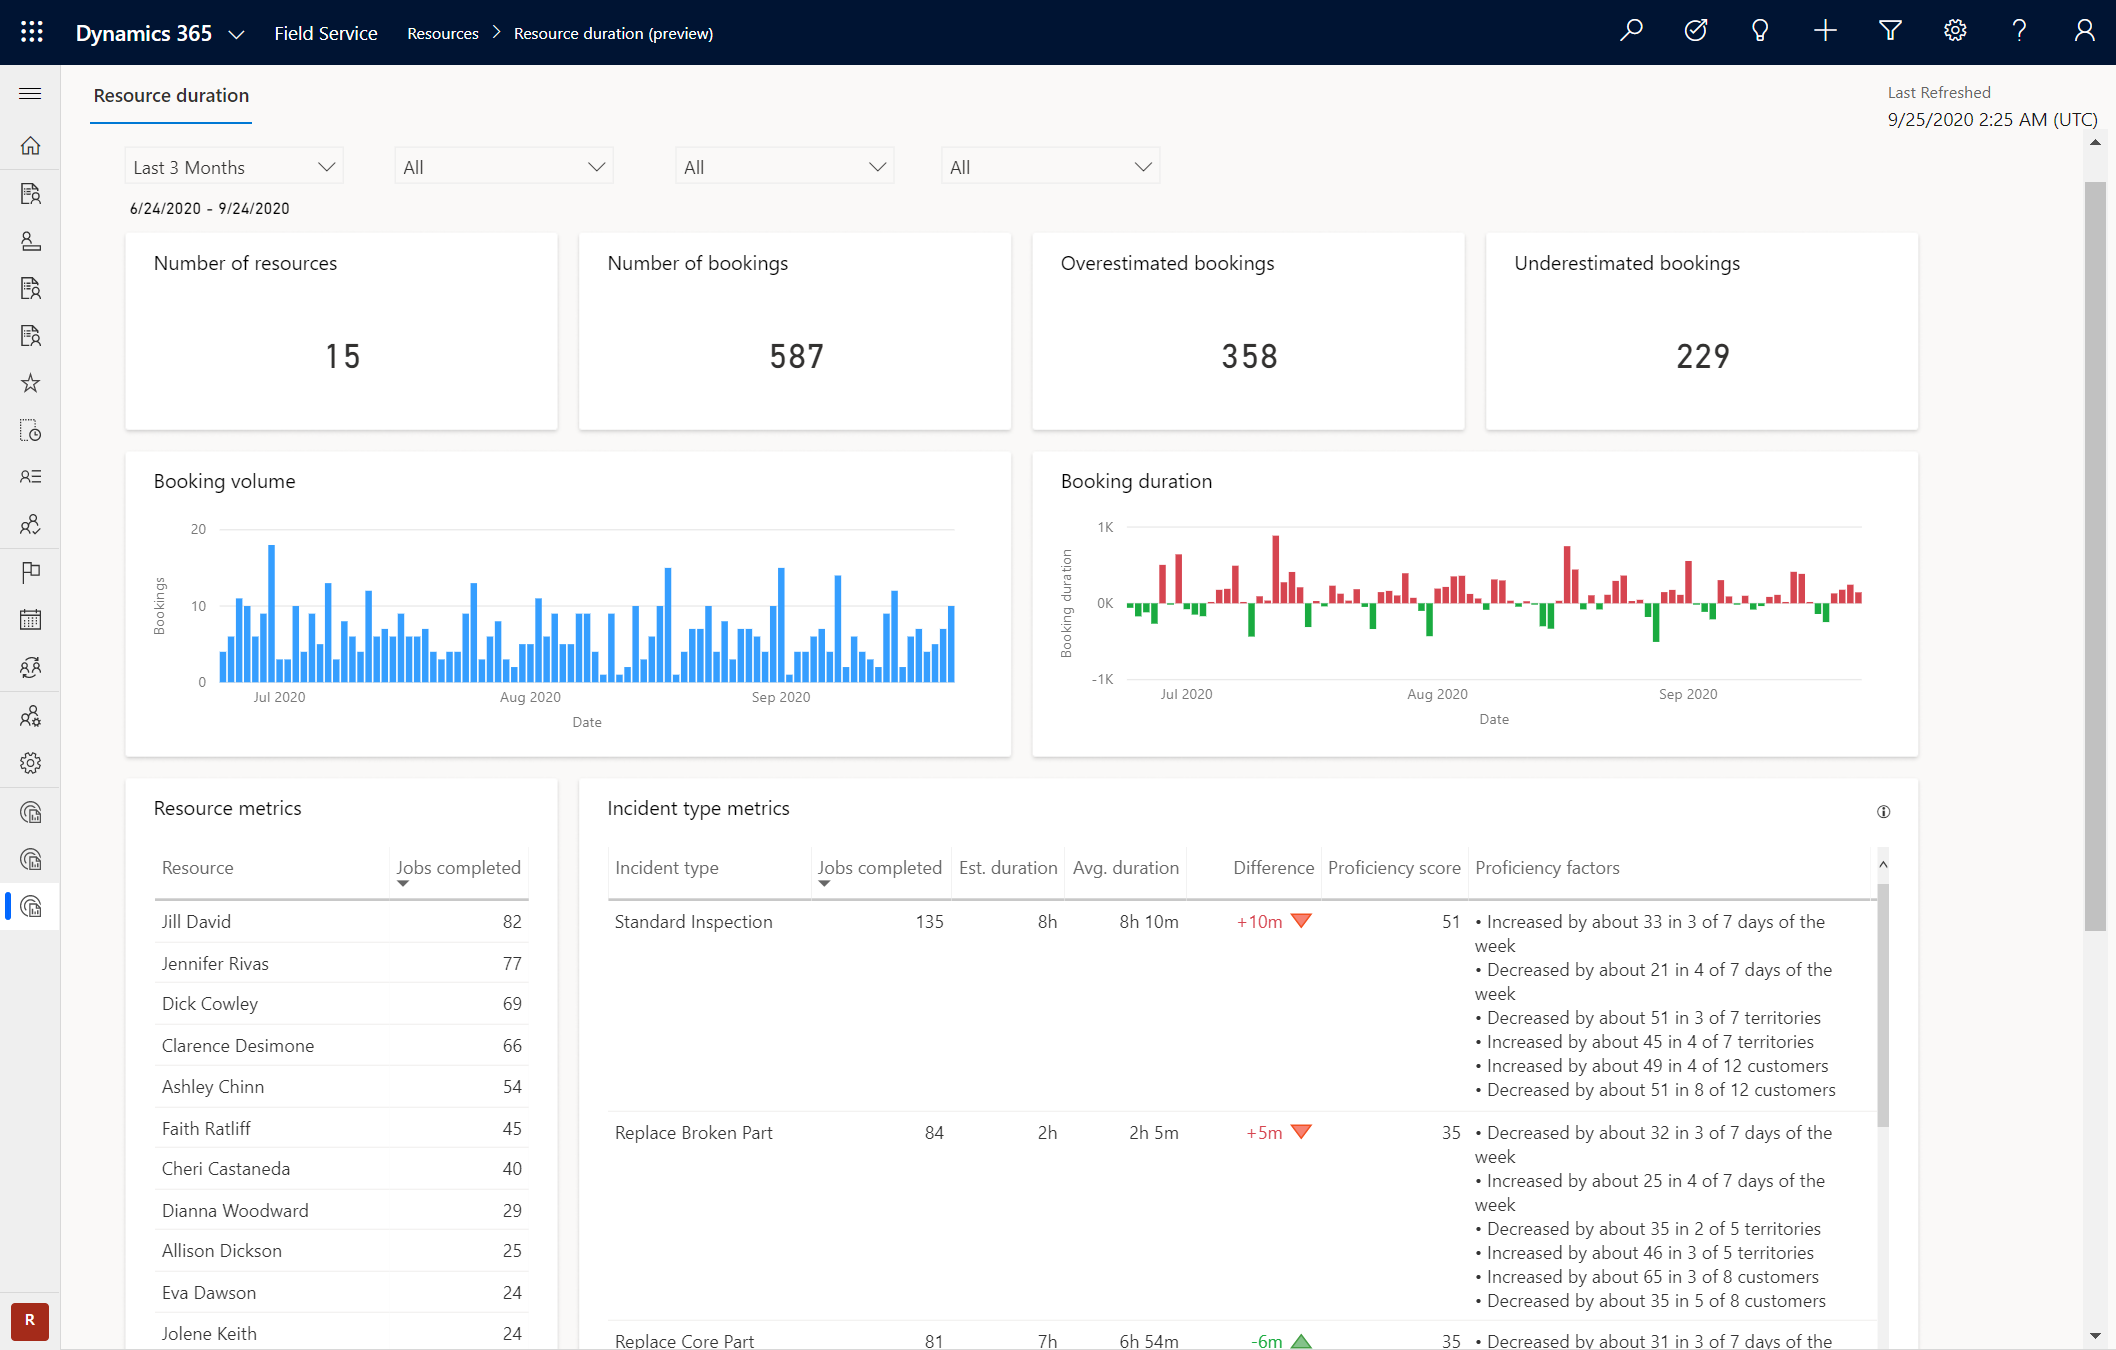 Dynamics 365 Field Service Resources > Resource duration (preview)
Resource duration
Last Refreshed
9/25/2020 2:25 AM (UTC)
Last 3 Months All All All
6/24/2020 - 9/24/2020
Number of resources
15
Number of bookings
587
Overestimated bookings
358
Underestimated bookings
229
Booking volume
Bookings
20
10
0
Jul 2020 Aug 2020 Sep 2020
Date
Booking duration
Booking duration
1K
0K
-1K
Jul 2020 Aug 2020 Sep 2020
Date
Resource metrics
Resource Jobs completed
Jill David 82
Jennifer Rivas 77
Dick Cowley 69
Clarence Desimone 66
Ashley Chinn 54
Faith Ratliff 45
Cheri Castaneda 40
Dianna Woodward 29
Allison Dickson 25
Eva Dawson 24
Jolene Keith 24
Incident type metrics
Incident type Jobs completed Est. duration Avg. duration Difference Proficiency score Proficiency factors
Standard Inspection 135 8h 8h 10m +10m 51 • Increased by about 33 in 3 of 7 days of the
week
• Decreased by about 21 in 4 of 7 days of the
week
• Decreased by about 51 in 3 of 7 territories
• Increased by about 45 in 4 of 7 territories
• Increased by about 49 in 4 of 12 customers
• Decreased by about 51 in 8 of 12 customers
Replace Broken Part 84 2h 2h 5m +5m 35 • Decreased by about 32 in 3 of 7 days of the
week
• Increased by about 25 in 4 of 7 days of the
week
• Decreased by about 35 in 2 of 5 territories
• Increased by about 46 in 3 of 5 territories
• Increased by about 65 in 3 of 8 customers
• Decreased by about 35 in 5 of 8 customers
Replace Core Part 81 7h 6h 54m -6m 35 • Decreased by about 31 in 3 of 7 days of the
R